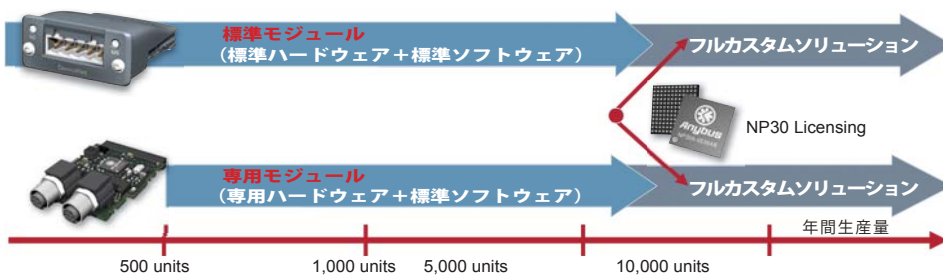 標準モジュール
(標準ハードウェア+標準ソフトウェア)
フルカスタムソリューション
Anybus
NP30 Licensing
専用モジュール
(専用ハードウェア+標準ソフトウェア)
フルカスタムソリューション
年間生産量
500 units
1,000 units
5,000 units
10,000 units